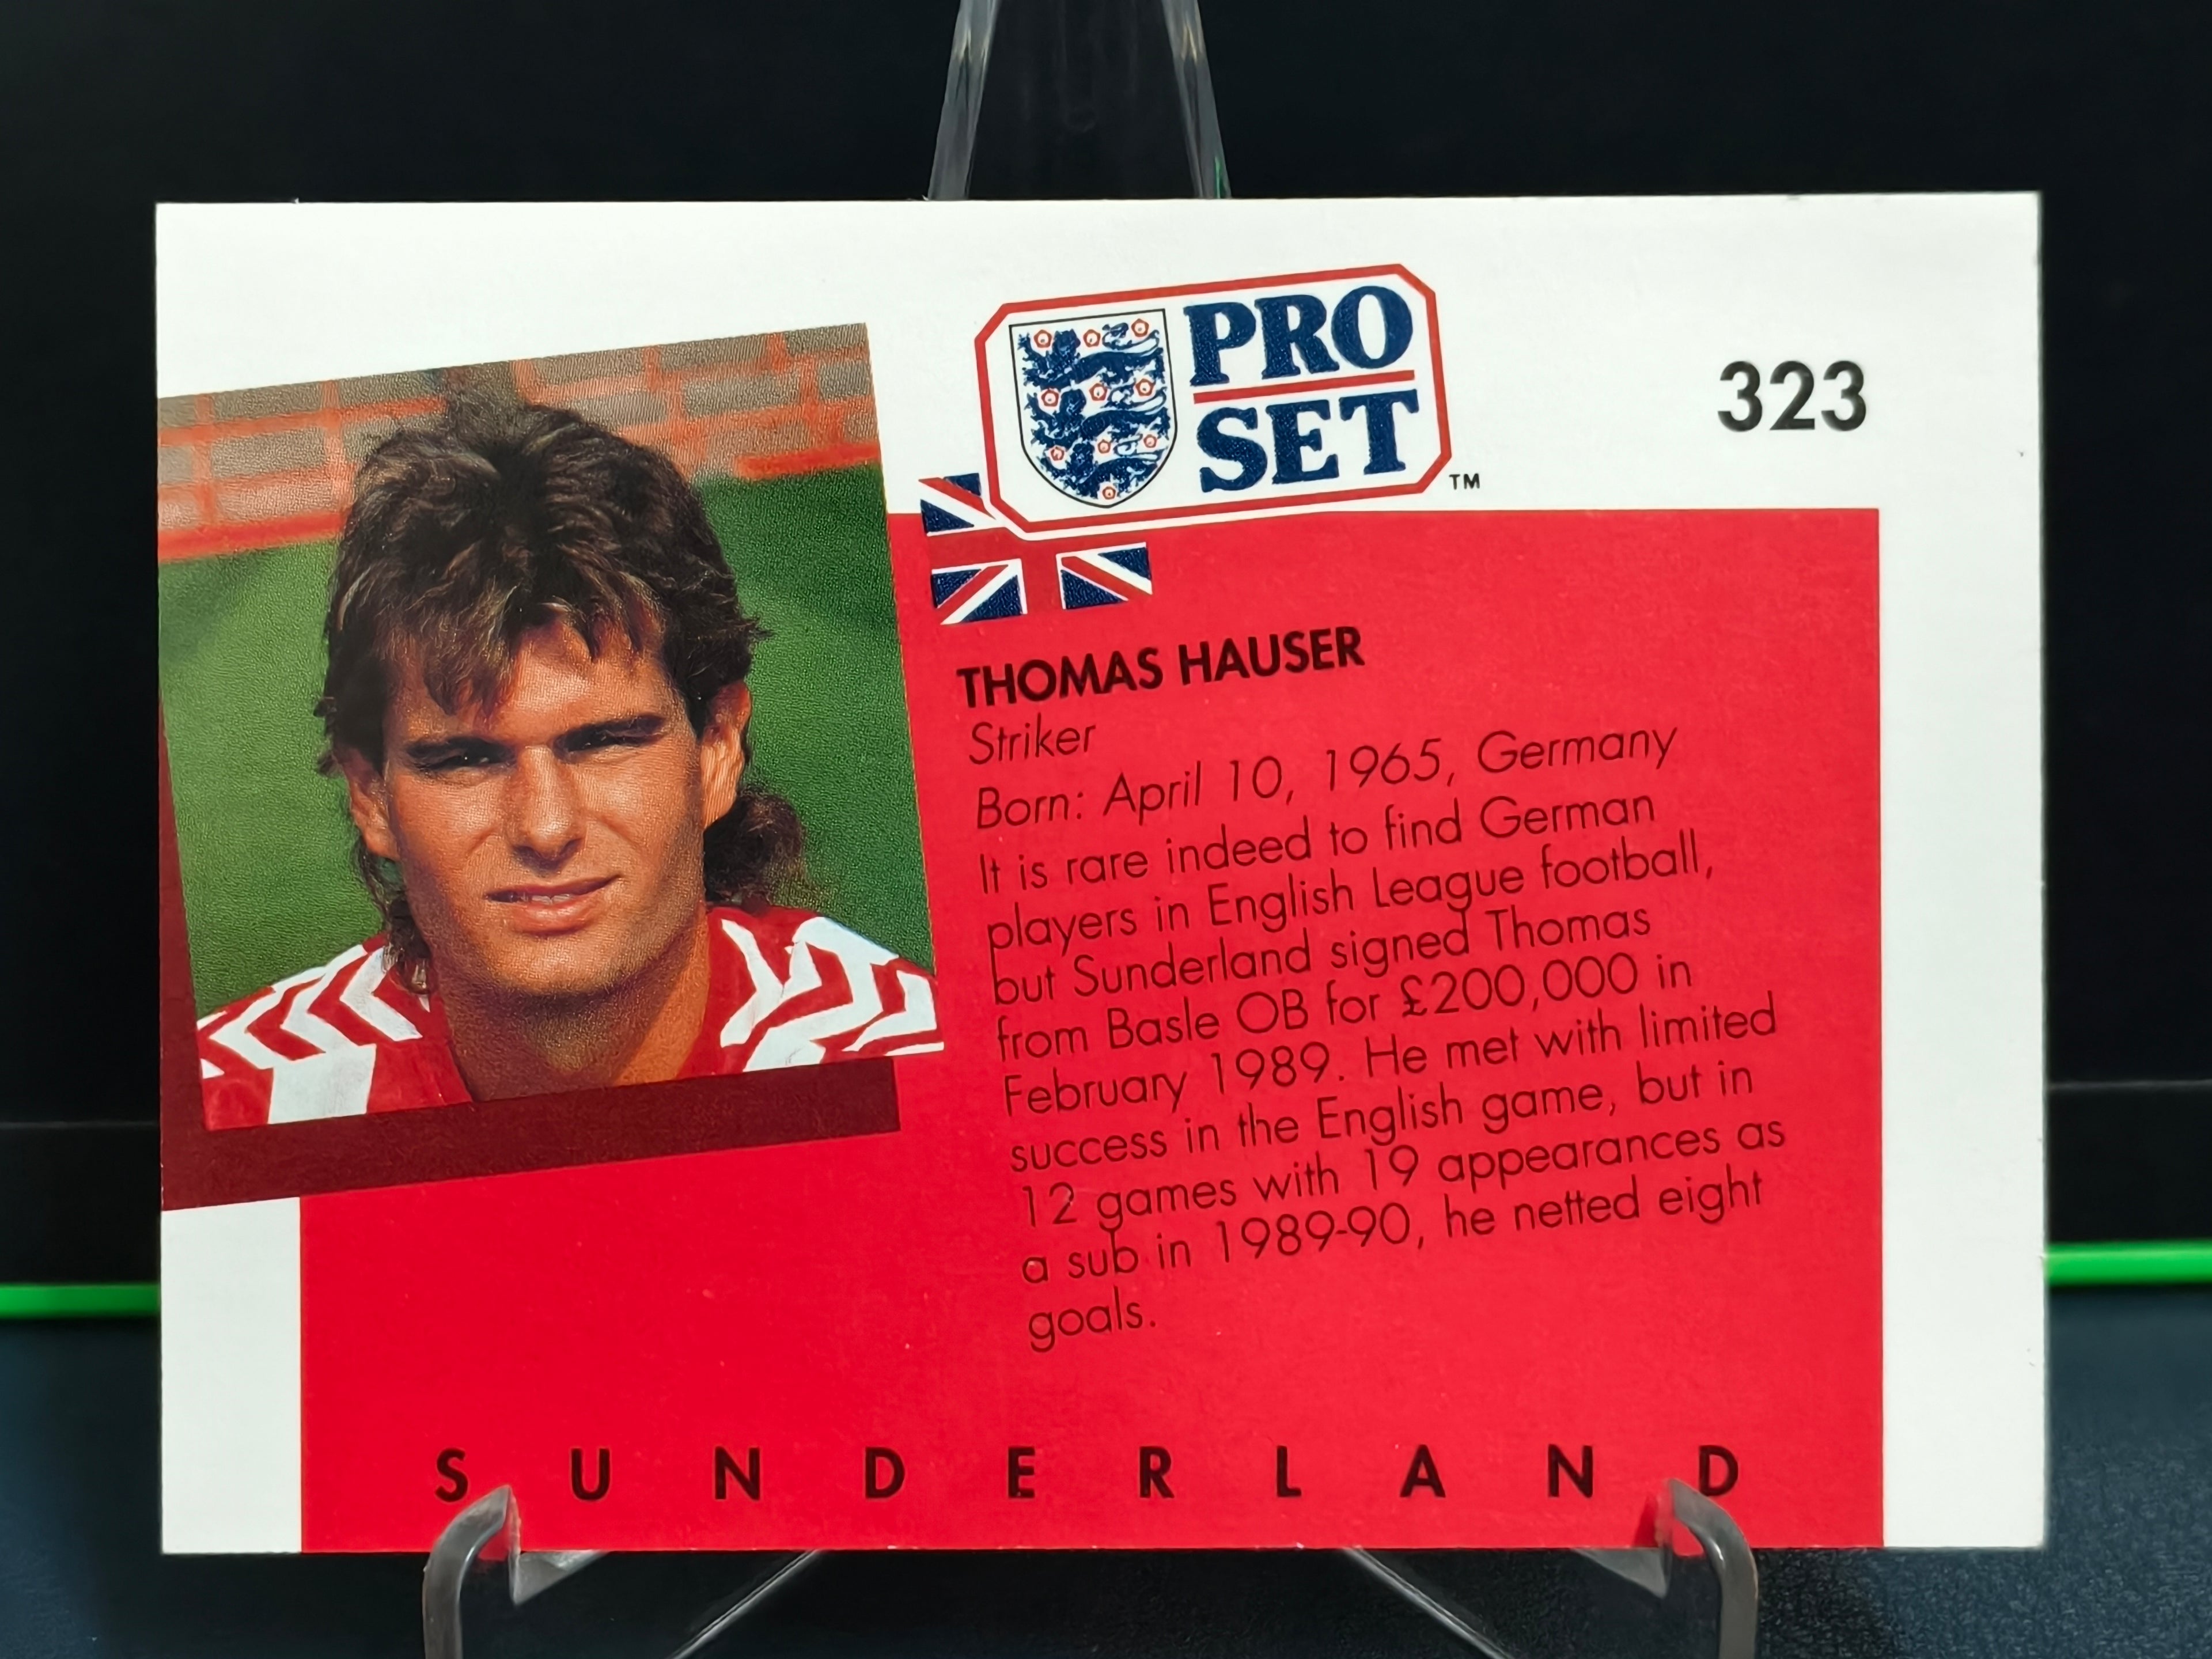 PRO
SET
TM
323
THOMAS HAUSER
Striker
Born: April 10, 1965, Germany
It is rare indeed to find German
players in English League football,
but Sunderland signed Thomas
from Basle OB for £200,000 in
February 1989. He met with limited
success in the English game, but in
12 games with 19 appearances as
a sub in 1989-90, he netted eight
goals.
SUNDERLAND